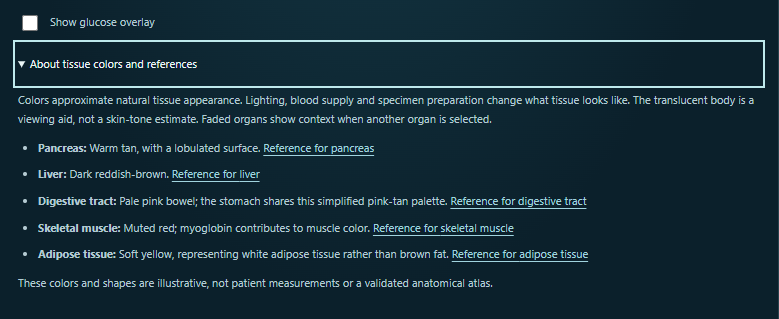 Show glucose overlay
▼ About tissue colors and references
Colors approximate natural tissue appearance. Lighting, blood supply and specimen preparation change what tissue looks like. The translucent body is a
viewing aid, not a skin-tone estimate. Faded organs show context when another organ is selected.
• Pancreas: Warm tan, with a lobulated surface. Reference for pancreas
• Liver: Dark reddish-brown. Reference for liver
• Digestive tract: Pale pink bowel; the stomach shares this simplified pink-tan palette. Reference for digestive tract
• Skeletal muscle: Muted red; myoglobin contributes to muscle color. Reference for skeletal muscle
• Adipose tissue: Soft yellow, representing white adipose tissue rather than brown fat. Reference for adipose tissue
These colors and shapes are illustrative, not patient measurements or a validated anatomical atlas.